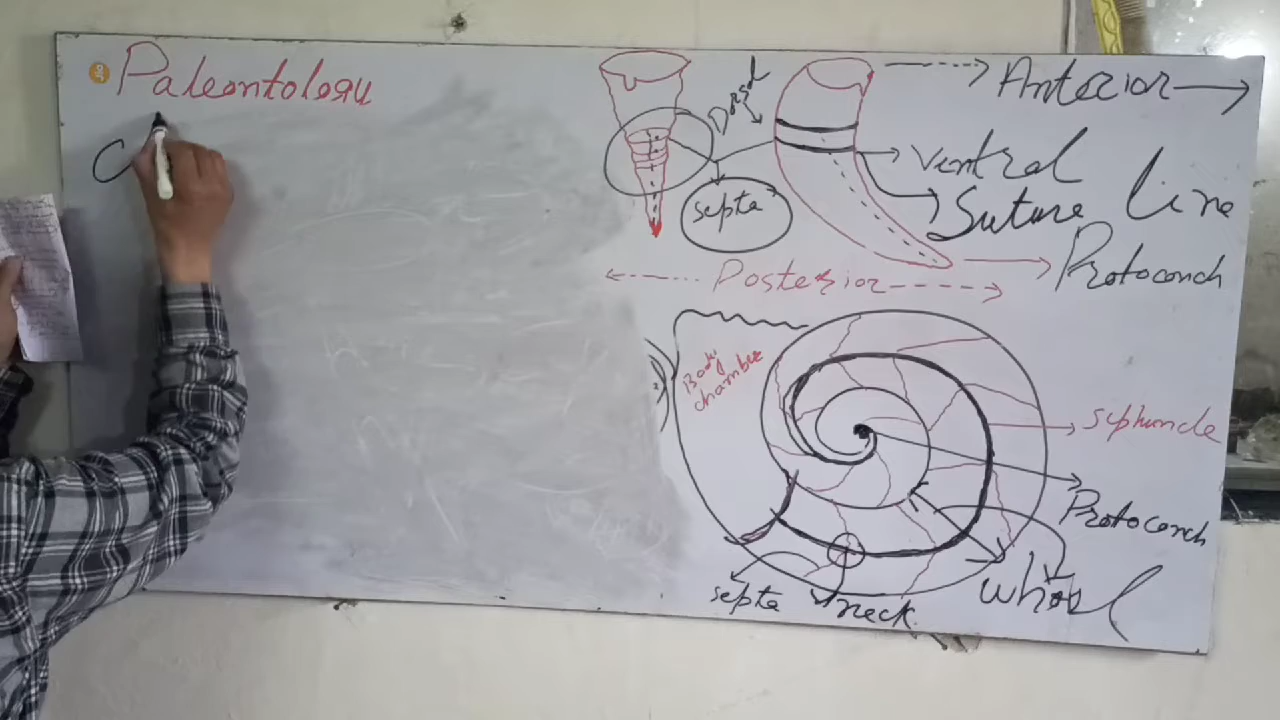 Paleontology
C
Dorsal
Anterior
ventral
septa
Suture line
Protoconch
Posterior
Body
chamber
siphuncle
Protoconch
whorl
septa
neck